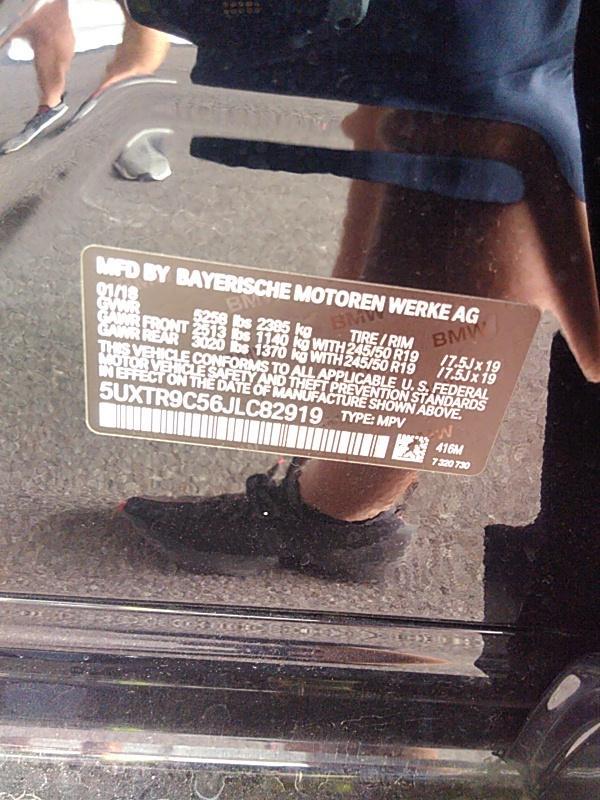 MFD BY BAYERISCHE MOTOREN WERKE AG
01/18
GVWR 5258 lbs 2385 kg TIRE / RIM
GAWR FRONT 2513 lbs 1140 kg WITH 245/50 R19 / 7.5J x 19
GAWR REAR 3020 lbs 1370 kg WITH 245/50 R19 / 7.5J x 19
THIS VEHICLE CONFORMS TO ALL APPLICABLE U.S. FEDERAL
MOTOR VEHICLE SAFETY AND THEFT PREVENTION STANDARDS
IN EFFECT ON THE DATE OF MANUFACTURE SHOWN ABOVE.
5UXTR9C56JLC82919 TYPE: MPV
416M
7 320 730
BMW
BMW
BMW